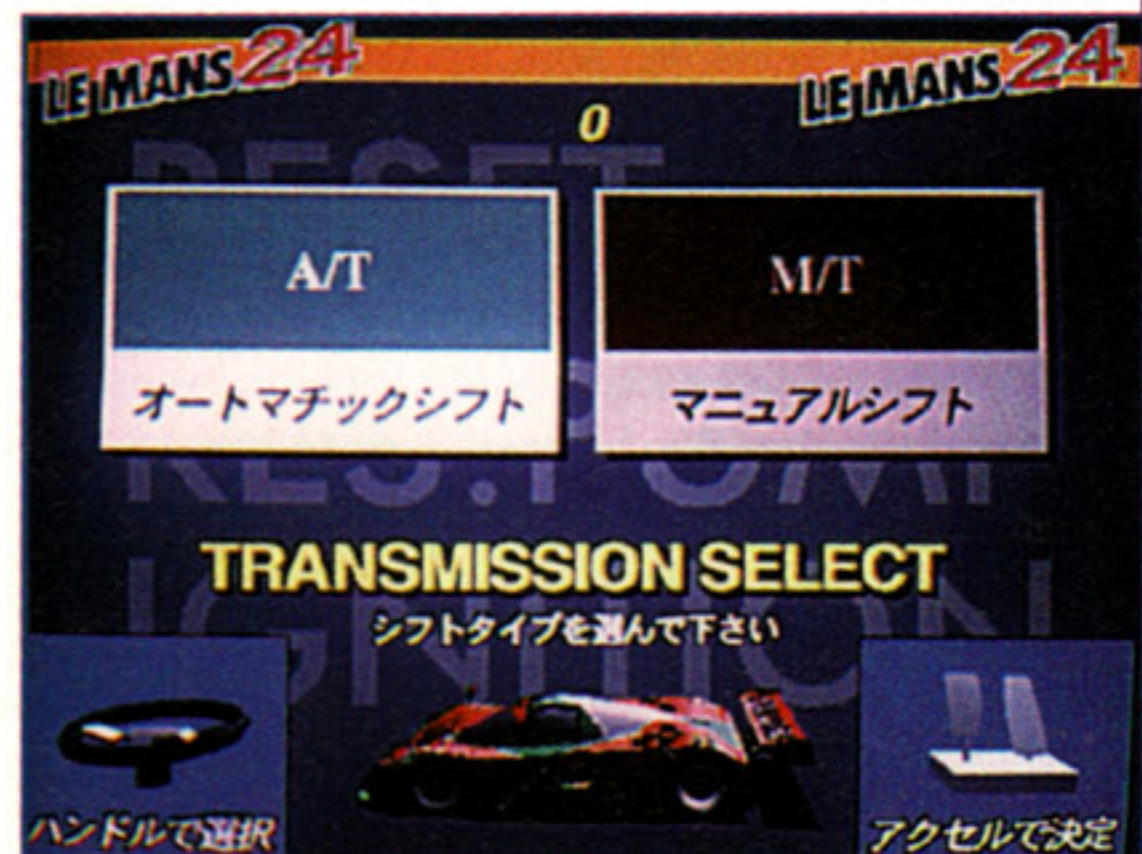 LE MANS 24
LE MANS 24
0
RESET
A/T
M/T
オートマチックシフト
マニュアルシフト
TRANSMISSION SELECT
IGNITION
シフトタイプを選んで下さい
ハンドルで選択
アクセルで決定